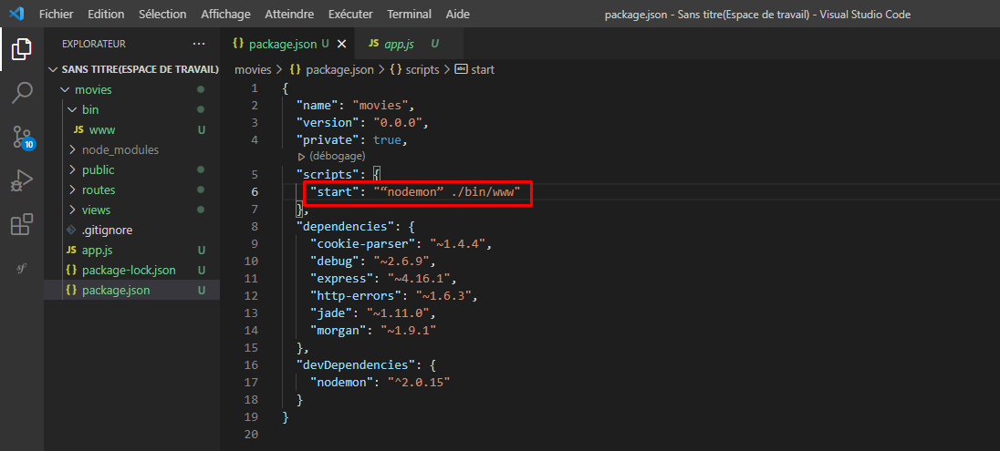 Fichier Modifier Sélection Affichage Atteindre Exécuter Terminal Aide package.json - Sans titre(Espace de travail) - Visual Studio Code
EXPLORATEUR ···
SANS TITRE(ESPACE DE TRAVAIL)
movies
bin
JS www U
node_modules
public
routes
views
.gitignore
JS app.js U
{} package-lock.json U
{} package.json U
10
{} package.json U ×
JS app.js U
movies > {} package.json > {} scripts > abc start
1 {
2 "name": "movies",
3 "version": "0.0.0",
4 "private": true,
(débogage)
5 "scripts": {
6 "start": "“nodemon” ./bin/www"
7 },
8 "dependencies": {
9 "cookie-parser": "~1.4.4",
10 "debug": "~2.6.9",
11 "express": "~4.16.1",
12 "http-errors": "~1.6.3",
13 "jade": "~1.11.0",
14 "morgan": "~1.9.1"
15 },
16 "devDependencies": {
17 "nodemon": "^2.0.15"
18 }
19 }
20